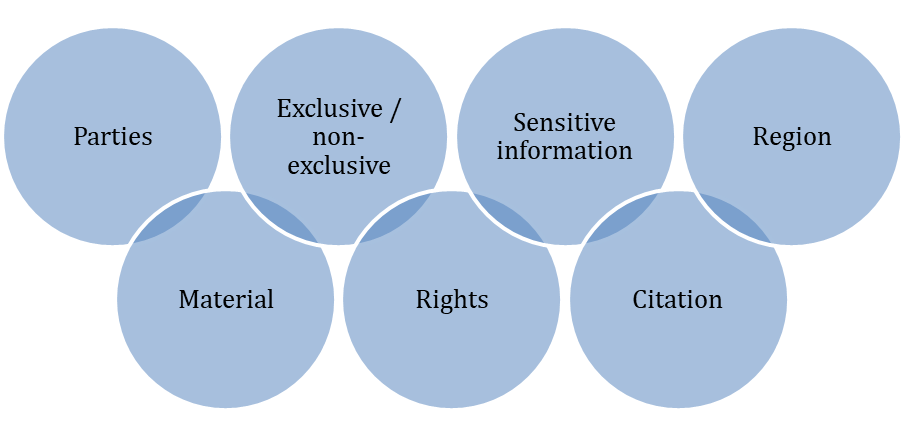 Parties
Exclusive /
non-
exclusive
Sensitive
information
Region
Material
Rights
Citation